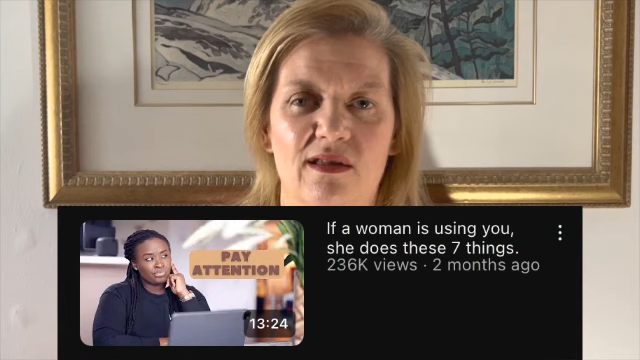 If a woman is using you,
she does these 7 things.
236K views · 2 months ago
PAY
ATTENTION
13:24